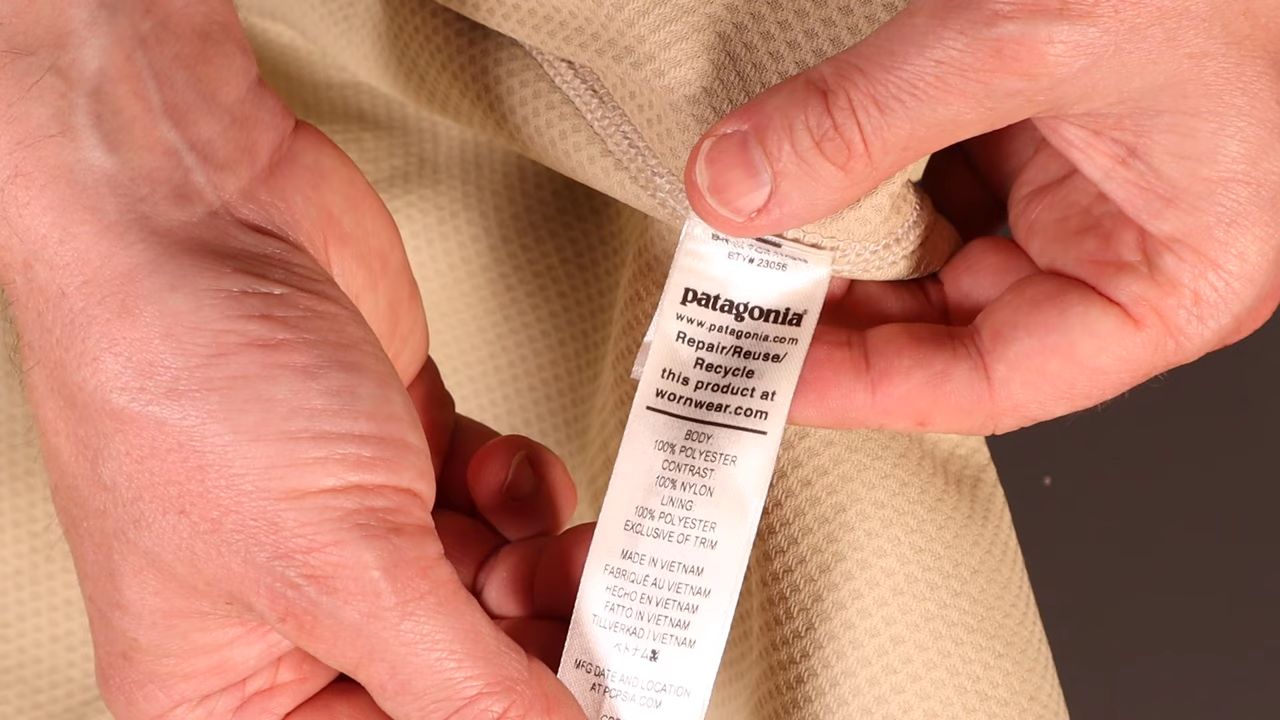 STY# 23056
patagonia®
www.patagonia.com
Repair/Reuse/
Recycle
this product at
wornwear.com
BODY:
100% POLYESTER
CONTRAST:
100% NYLON
LINING:
100% POLYESTER
EXCLUSIVE OF TRIM
MADE IN VIETNAM
FABRIQUÉ AU VIETNAM
HECHO EN VIETNAM
FATTO IN VIETNAM
TILLVERKAD I VIETNAM
ベトナム製
MFG DATE AND LOCATION
AT PCPSIA.COM